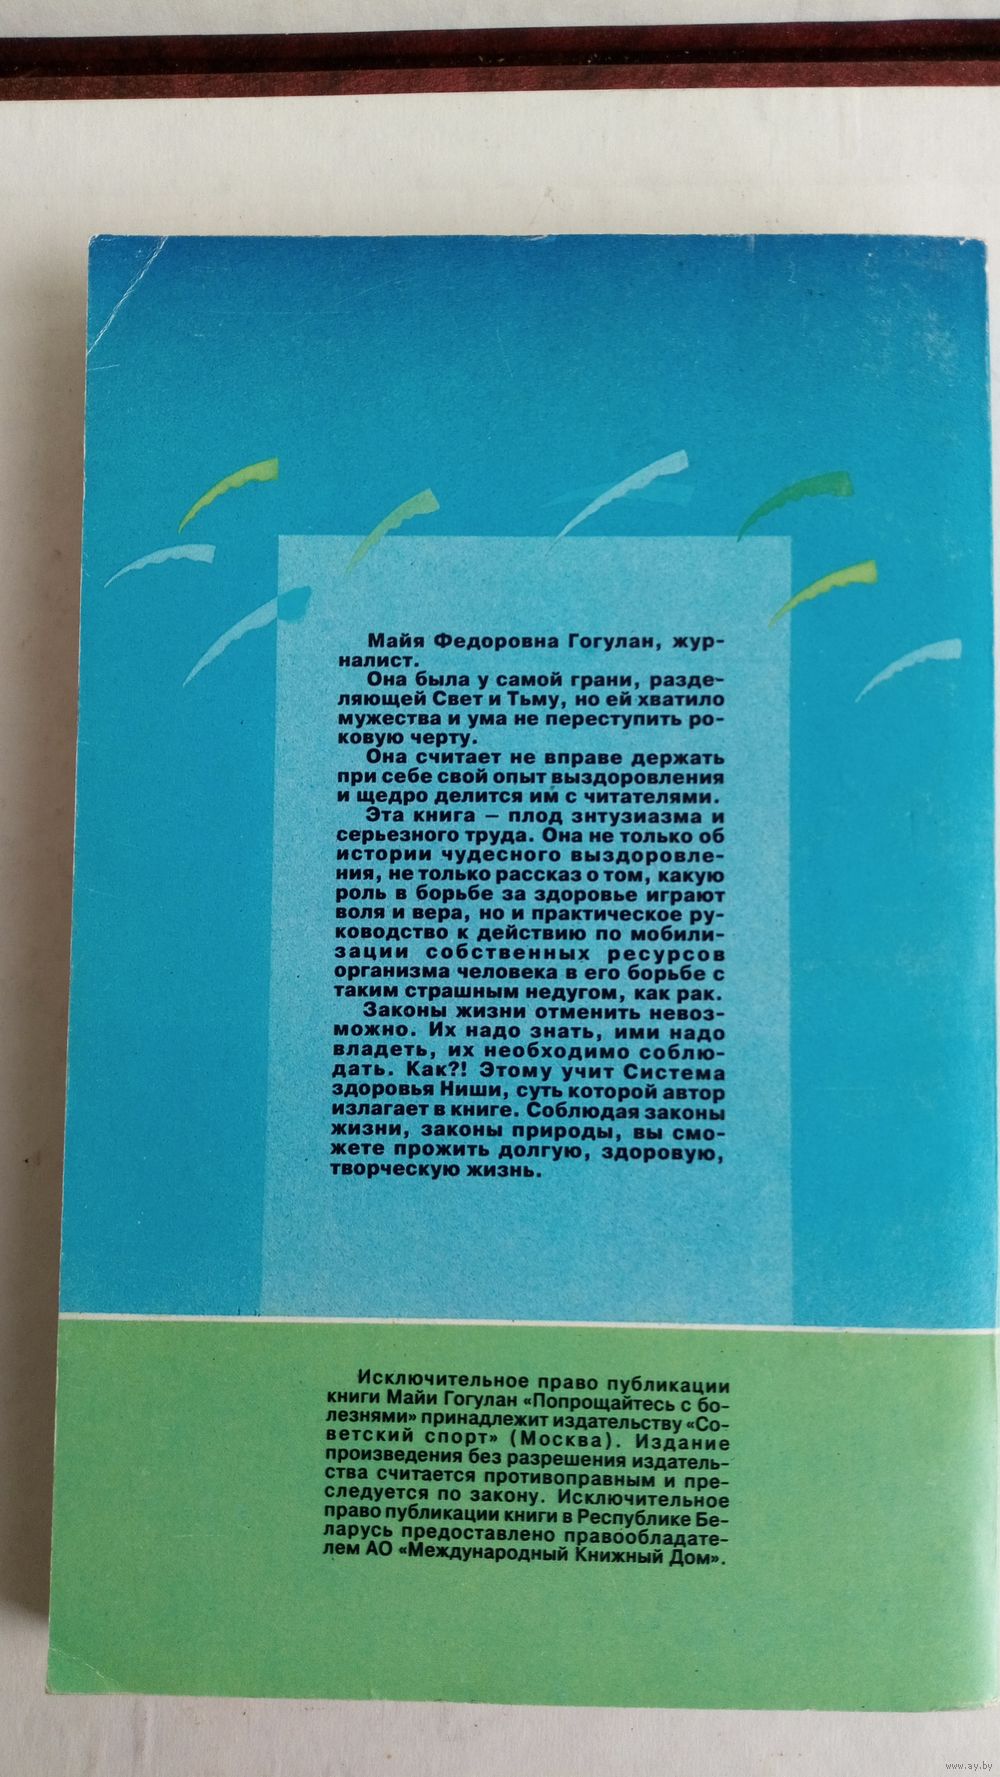 Майя Федоровна Гогулан, жур-
налист.
Она была у самой грани, разде-
ляющей Свет и Тьму, но ей хватило
мужества и ума не переступить ро-
ковую черту.
Она считает не вправе держать
при себе свой опыт выздоровления
и щедро делится им с читателями.
Эта книга – плод знтузиазма и
серьезного труда. Она не только об
истории чудесного выздоровле-
ния, не только рассказ о том, какую
роль в борьбе за здоровье играют
воля и вера, но и практическое ру-
ководство к действию по мобили-
зации собственных ресурсов
организма человека в его борьбе с
таким страшным недугом, как рак.
Законы жизни отменить невоз-
можно. Их надо знать, ими надо
владеть, их необходимо соблю-
дать. Как?! Этому учит Система
здоровья Ниши, суть которой автор
излагает в книге. Соблюдая законы
жизни, законы природы, вы смо-
жете прожить долгую, здоровую,
творческую жизнь.
Исключительное право публикации
книги Майи Гогулан «Попрощайтесь с бо-
лезнями» принадлежит издательству «Со-
ветский спорт» (Москва). Издание
произведения без разрешения издатель-
ства считается противоправным и пре-
следуется по закону. Исключительное
право публикации книги в Республике Бе-
ларусь предоставлено правообладате-
лем АО «Международный Книжный Дом».
www.ay.by